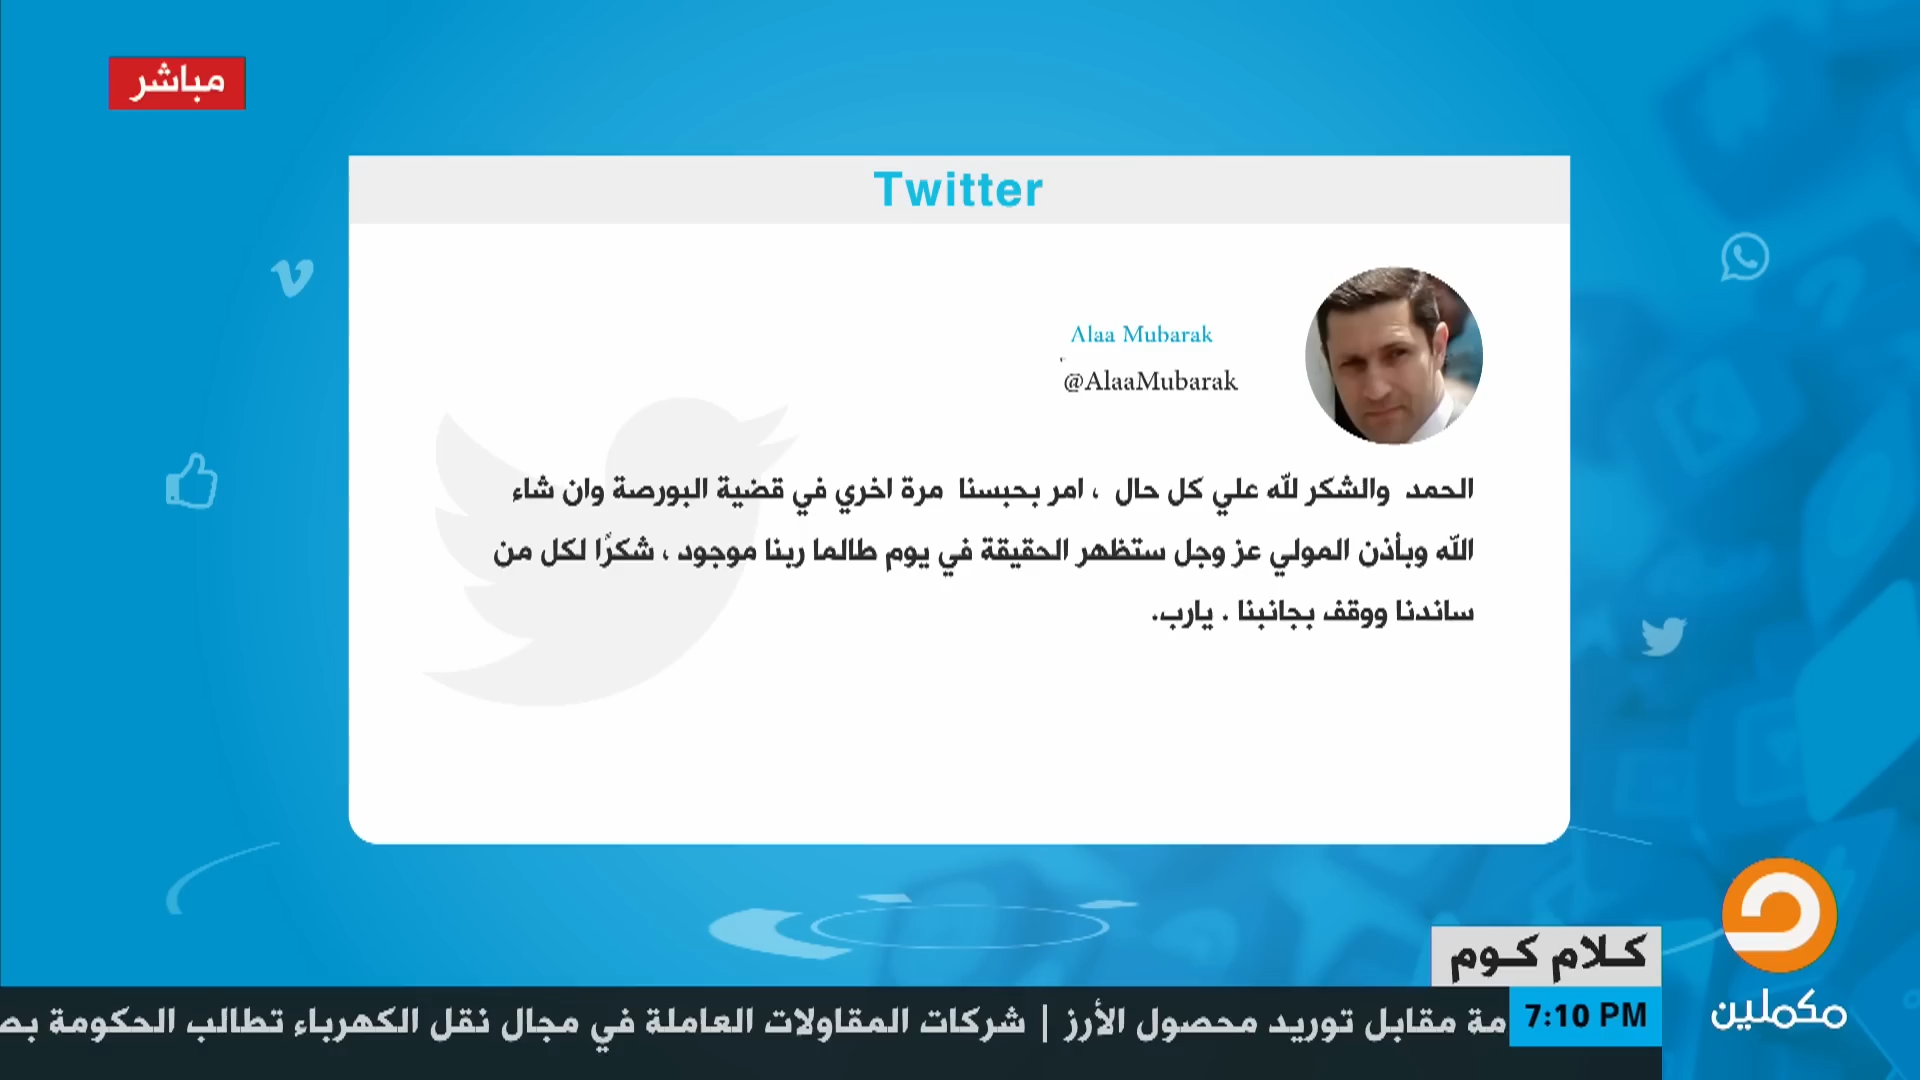 مباشر
Twitter
Alaa Mubarak
@AlaaMubarak
الحمد والشكر لله علي كل حال ، امر بحبسنا مرة اخري في قضية البورصة وان شاء
الله وبأذن المولي عز وجل ستظهر الحقيقة في يوم طالما ربنا موجود ، شكرًا لكل من
ساندنا ووقف بجانبنا . يارب.
كلام كوم
7:10 PM
مة مقابل توريد محصول الأرز | شركات المقاولات العاملة في مجال نقل الكهرباء تطالب الحكومة بص
مكملين